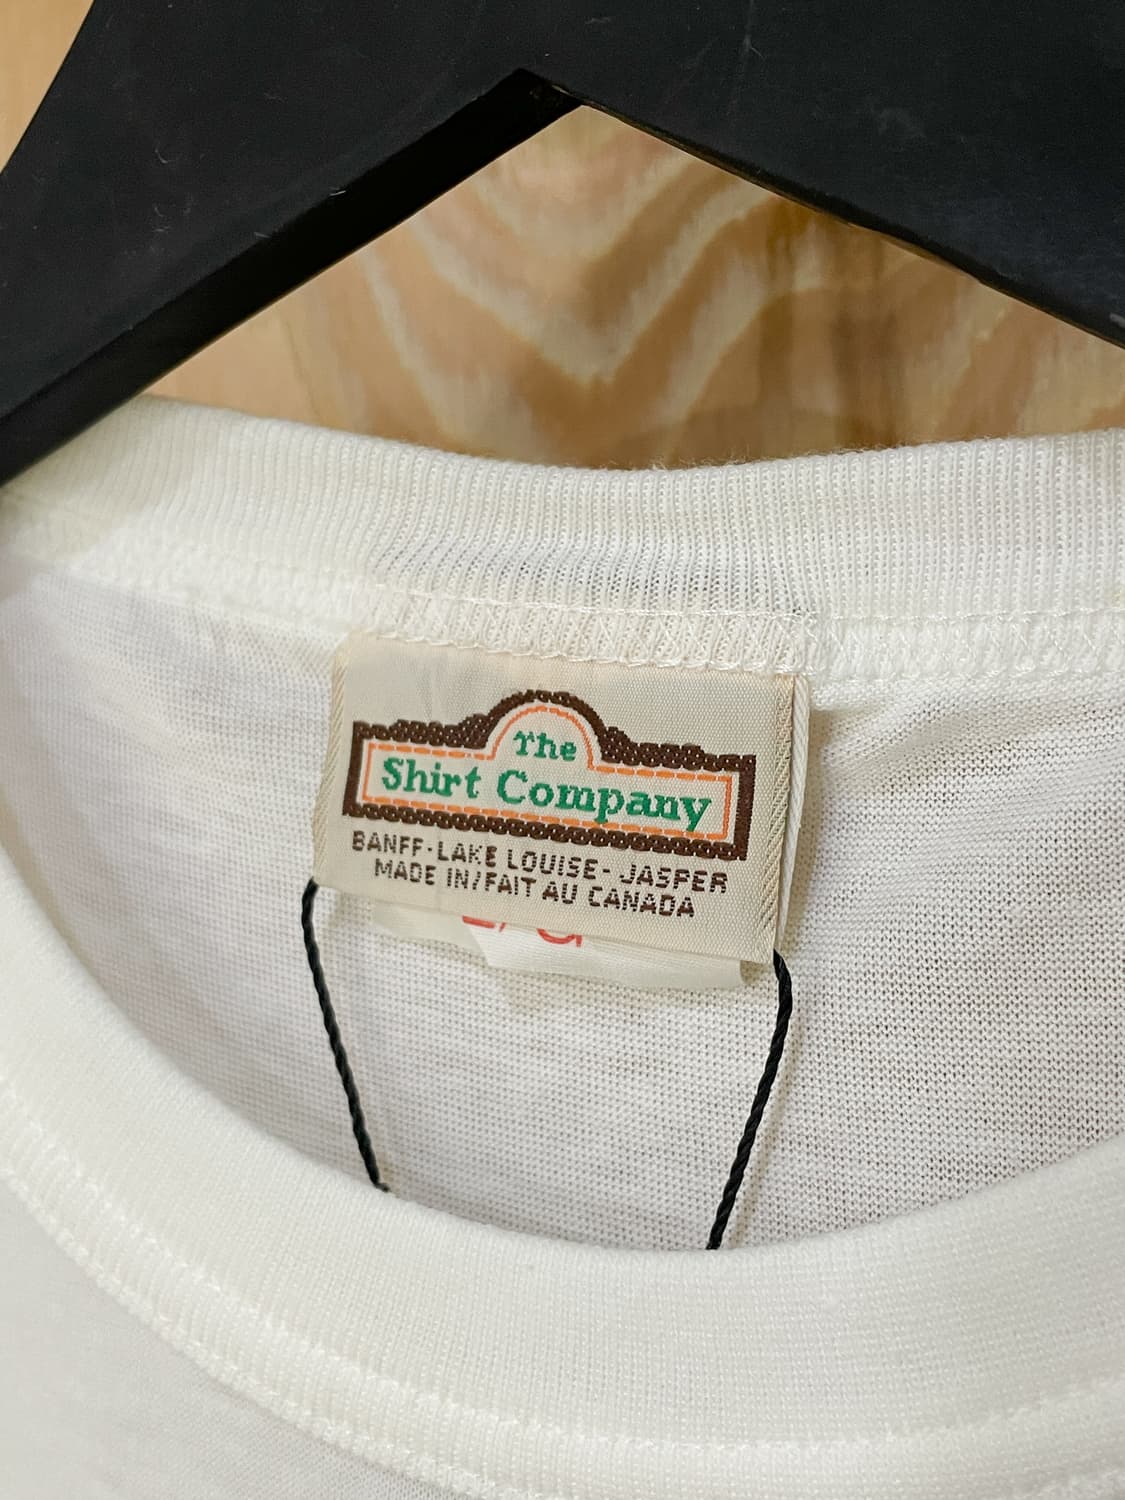 The
Shirt Company
BANFF-LAKE LOUISE-JASPER
MADE IN/FAIT AU CANADA